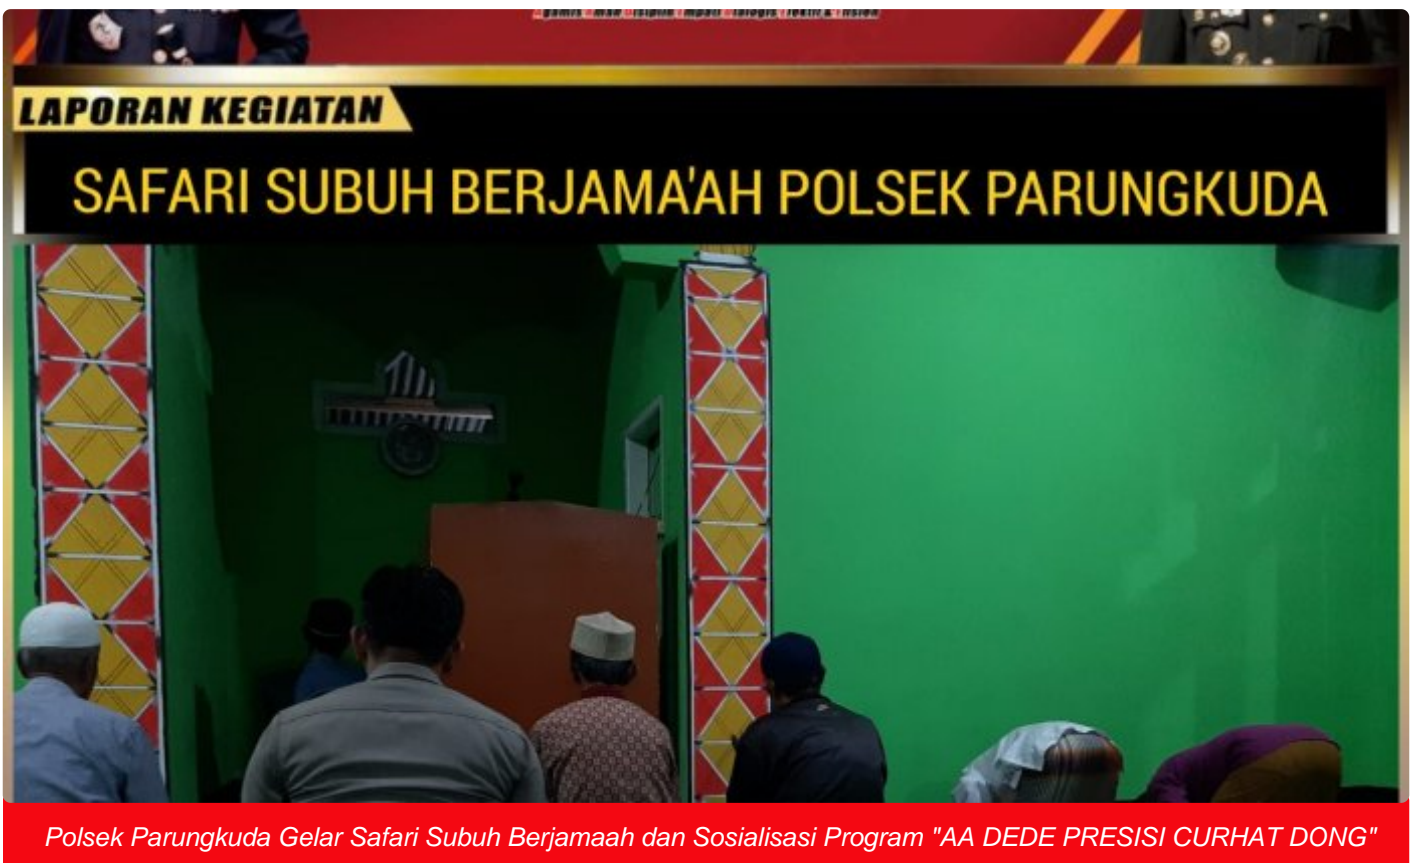 LAPORAN KEGIATAN
SAFARI SUBUH BERJAMA'AH POLSEK PARUNGKUDA
Polsek Parungkuda Gelar Safari Subuh Berjamaah dan Sosialisasi Program "AA DEDE PRESISI CURHAT DONG"